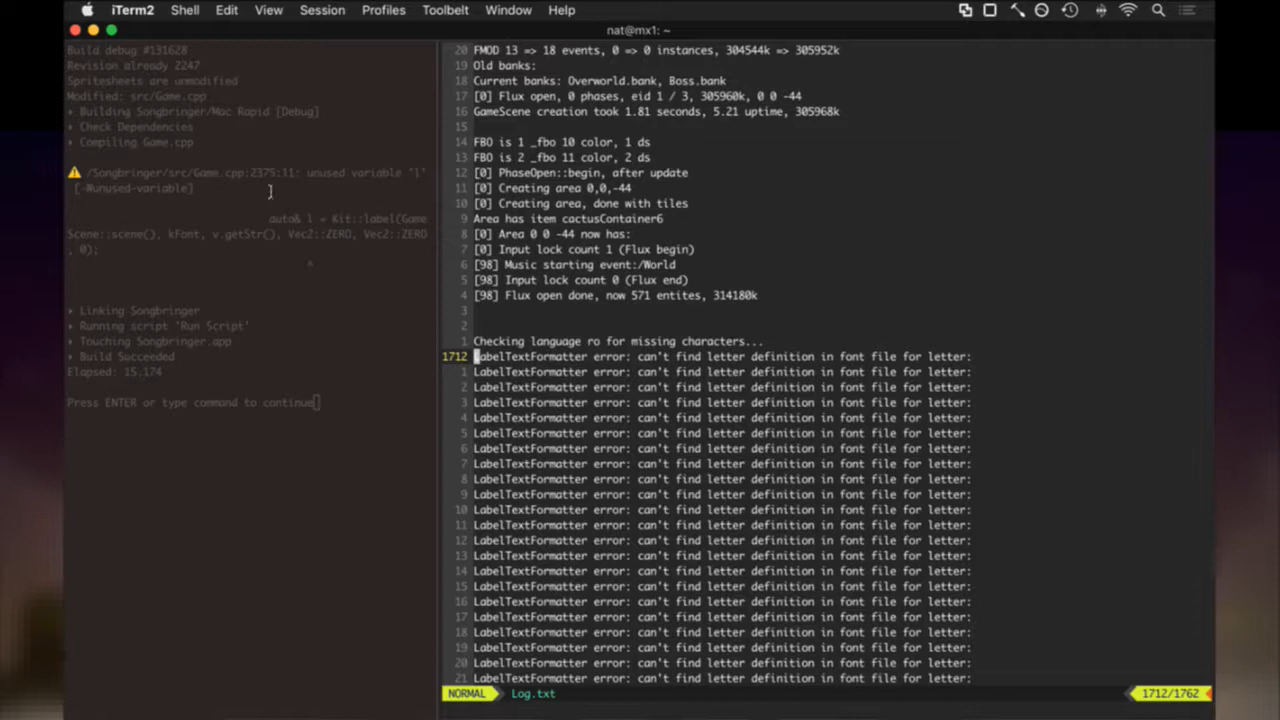 iTerm2 Shell Edit View Session Profiles Toolbelt Window Help
nat@mx1: ~
Build debug #131628
Revision already 2247
Spritesheets are unmodified
Modified: src/Game.cpp
▸ Building Songbringer/Mac Rapid [Debug]
▸ Check Dependencies
▸ Compiling Game.cpp
⚠️ /Songbringer/src/Game.cpp:2375:11: unused variable 'l'
[-Wunused-variable]
auto& l = Kit::label(Game
Scene::scene(), kFont, v.getStr(), Vec2::ZERO, Vec2::ZERO
, 0);
^
▸ Linking Songbringer
▸ Running script 'Run Script'
▸ Touching Songbringer.app
▸ Build Succeeded
Elapsed: 15.174
Press ENTER or type command to continue
20 FMOD 13 => 18 events, 0 => 0 instances, 304544k => 305952k
19 Old banks:
18 Current banks: Overworld.bank, Boss.bank
17 [0] Flux open, 0 phases, eid 1 / 3, 305960k, 0 0 -44
16 GameScene creation took 1.81 seconds, 5.21 uptime, 305968k
15
14 FBO is 1 _fbo 10 color, 1 ds
13 FBO is 2 _fbo 11 color, 2 ds
12 [0] PhaseOpen::begin, after update
11 [0] Creating area 0,0,-44
10 [0] Creating area, done with tiles
9 Area has item cactusContainer6
8 [0] Area 0 0 -44 now has:
7 [0] Input lock count 1 (Flux begin)
6 [98] Music starting event:/World
5 [98] Input lock count 0 (Flux end)
4 [98] Flux open done, now 571 entites, 314180k
3
2
1 Checking language ro for missing characters...
1712 LabelTextFormatter error: can't find letter definition in font file for letter:
1 LabelTextFormatter error: can't find letter definition in font file for letter:
2 LabelTextFormatter error: can't find letter definition in font file for letter:
3 LabelTextFormatter error: can't find letter definition in font file for letter:
4 LabelTextFormatter error: can't find letter definition in font file for letter:
5 LabelTextFormatter error: can't find letter definition in font file for letter:
6 LabelTextFormatter error: can't find letter definition in font file for letter:
7 LabelTextFormatter error: can't find letter definition in font file for letter:
8 LabelTextFormatter error: can't find letter definition in font file for letter:
9 LabelTextFormatter error: can't find letter definition in font file for letter:
10 LabelTextFormatter error: can't find letter definition in font file for letter:
11 LabelTextFormatter error: can't find letter definition in font file for letter:
12 LabelTextFormatter error: can't find letter definition in font file for letter:
13 LabelTextFormatter error: can't find letter definition in font file for letter:
14 LabelTextFormatter error: can't find letter definition in font file for letter:
15 LabelTextFormatter error: can't find letter definition in font file for letter:
16 LabelTextFormatter error: can't find letter definition in font file for letter:
17 LabelTextFormatter error: can't find letter definition in font file for letter:
18 LabelTextFormatter error: can't find letter definition in font file for letter:
19 LabelTextFormatter error: can't find letter definition in font file for letter:
20 LabelTextFormatter error: can't find letter definition in font file for letter:
21 LabelTextFormatter error: can't find letter definition in font file for letter:
NORMAL Log.txt 1712/1762